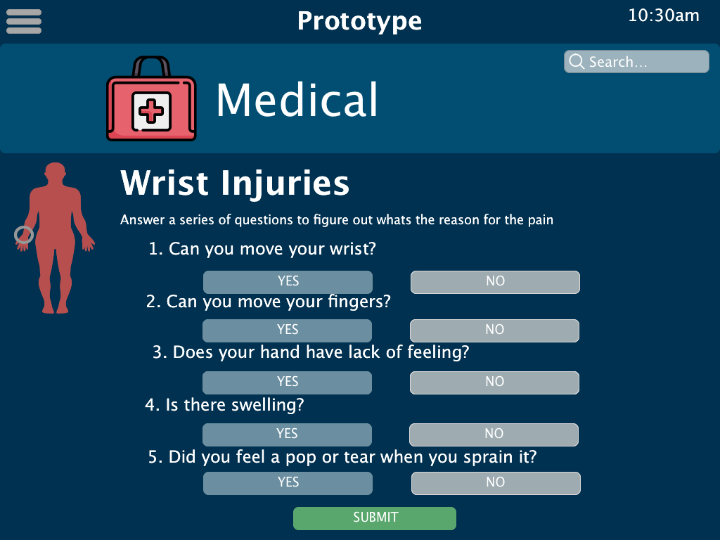 Prototype
10:30am
Search...
Medical
Wrist Injuries
Answer a series of questions to figure out whats the reason for the pain
1. Can you move your wrist?
YES NO
2. Can you move your fingers?
YES NO
3. Does your hand have lack of feeling?
YES NO
4. Is there swelling?
YES NO
5. Did you feel a pop or tear when you sprain it?
YES NO
SUBMIT